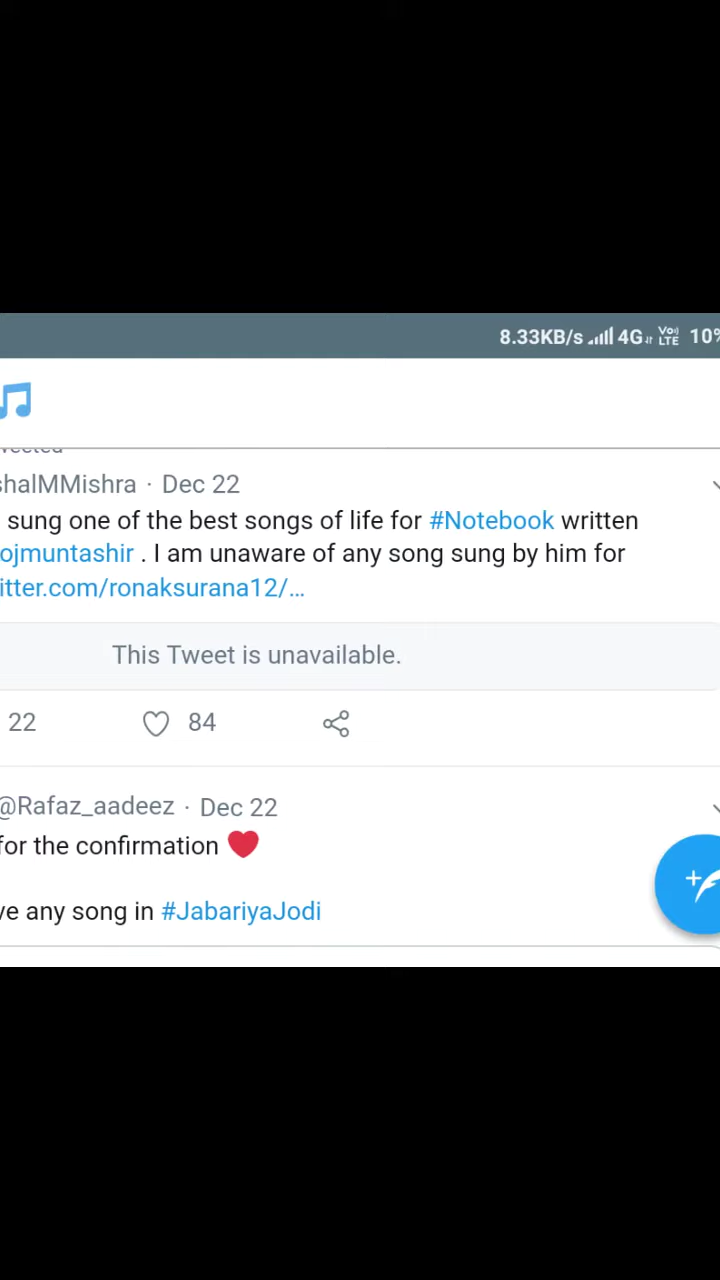 8.33KB/s 4G VoLTE 10%
shalMMishra · Dec 22
sung one of the best songs of life for #Notebook written
ojmuntashir . I am unaware of any song sung by him for
itter.com/ronaksurana12/…
This Tweet is unavailable.
22 84
@Rafaz_aadeez · Dec 22
for the confirmation ❤️
ve any song in #JabariyaJodi